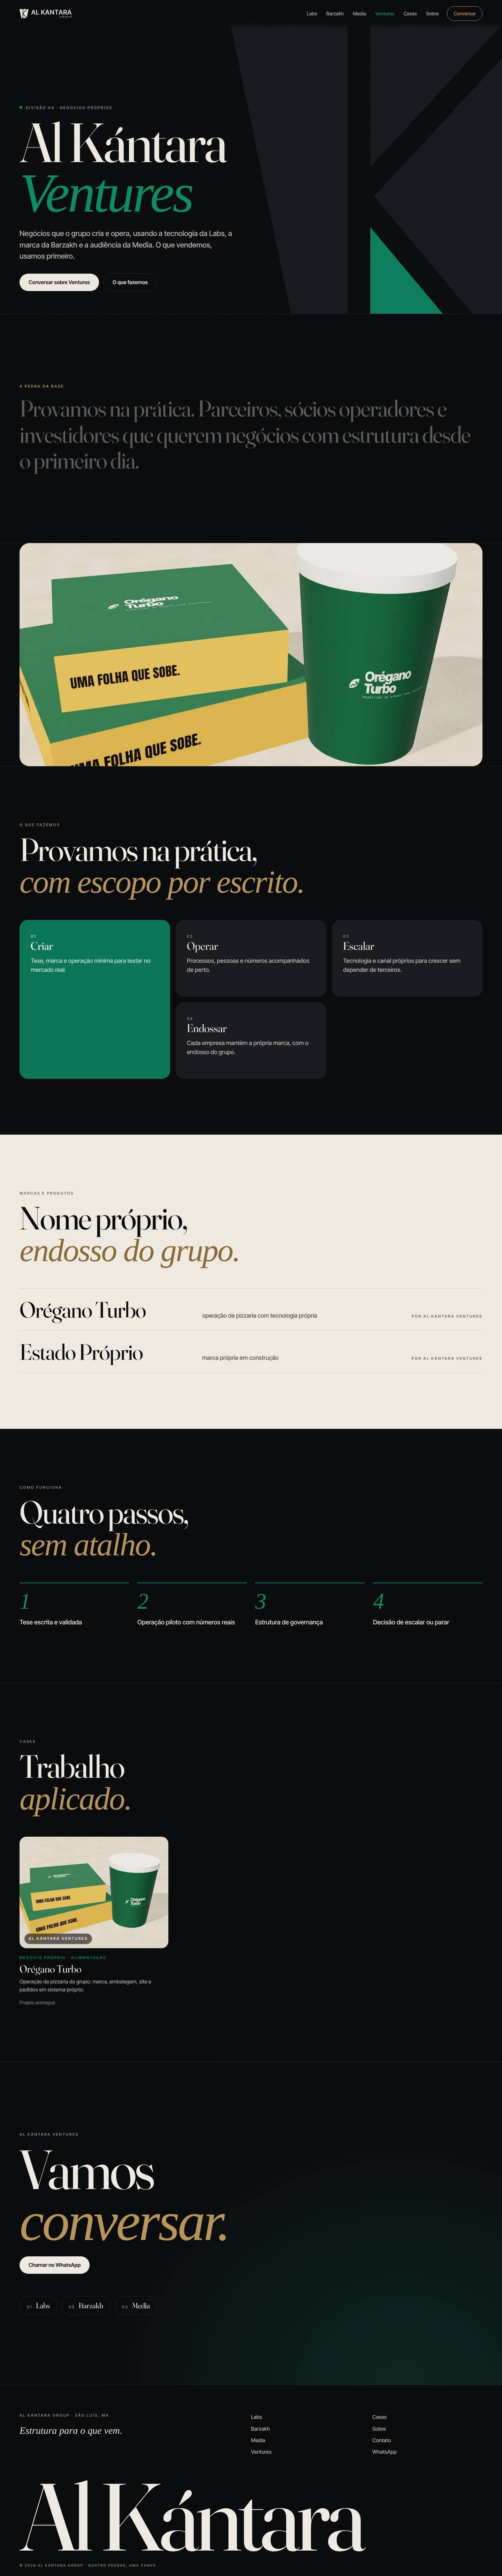 AL KÁNTARA
GROUP
Labs
Barzakh
Media
Ventures
Cases
Sobre
Conversar
DIVISÃO 04 · NEGÓCIOS PRÓPRIOS
Al Kántara
Ventures
Negócios que o grupo cria e opera, usando a tecnologia da Labs, a
marca da Barzakh e a audiência da Media. O que vendemos,
usamos primeiro.
Conversar sobre Ventures
O que fazemos
A PEDRA DA BASE
Provamos na prática. Parceiros, sócios operadores e
investidores que querem negócios com estrutura desde
o primeiro dia.
Orégano
Turbo
UMA FOLHA QUE SOBE.
UMA FOLHA QUE SOBE.
Orégano
Turbo
O QUE FAZEMOS
Provamos na prática,
com escopo por escrito.
01
Criar
Tese, marca e operação mínima para testar no
mercado real.
02
Operar
Processos, pessoas e números acompanhados
de perto.
03
Escalar
Tecnologia e canal próprios para crescer sem
depender de terceiros.
04
Endossar
Cada empresa mantém a própria marca, com o
endosso do grupo.
MARCAS E PRODUTOS
Nome próprio,
endosso do grupo.
Orégano Turbo
operação de pizzaria com tecnologia própria
POR AL KÁNTARA VENTURES
Estado Próprio
marca própria em construção
POR AL KÁNTARA VENTURES
COMO FUNCIONA
Quatro passos,
sem atalho.
1
Tese escrita e validada
2
Operação piloto com números reais
3
Estrutura de governança
4
Decisão de escalar ou parar
CASES
Trabalho
aplicado.
UMA FOLHA QUE SOBE.
UMA FOLHA QUE SOBE.
Orégano
Turbo
AL KÁNTARA VENTURES
NEGÓCIO PRÓPRIO · ALIMENTAÇÃO
Orégano Turbo
Operação de pizzaria do grupo: marca, embalagem, site e
pedidos em sistema próprio.
Projeto entregue
AL KÁNTARA VENTURES
Vamos
conversar.
Chamar no WhatsApp
01 Labs
02 Barzakh
03 Media
AL KÁNTARA GROUP · SÃO LUÍS, MA
Estrutura para o que vem.
Labs
Barzakh
Media
Ventures
Cases
Sobre
Contato
WhatsApp
Al Kántara
© 2026 AL KÁNTARA GROUP · QUATRO PEDRAS, UMA CHAVE.